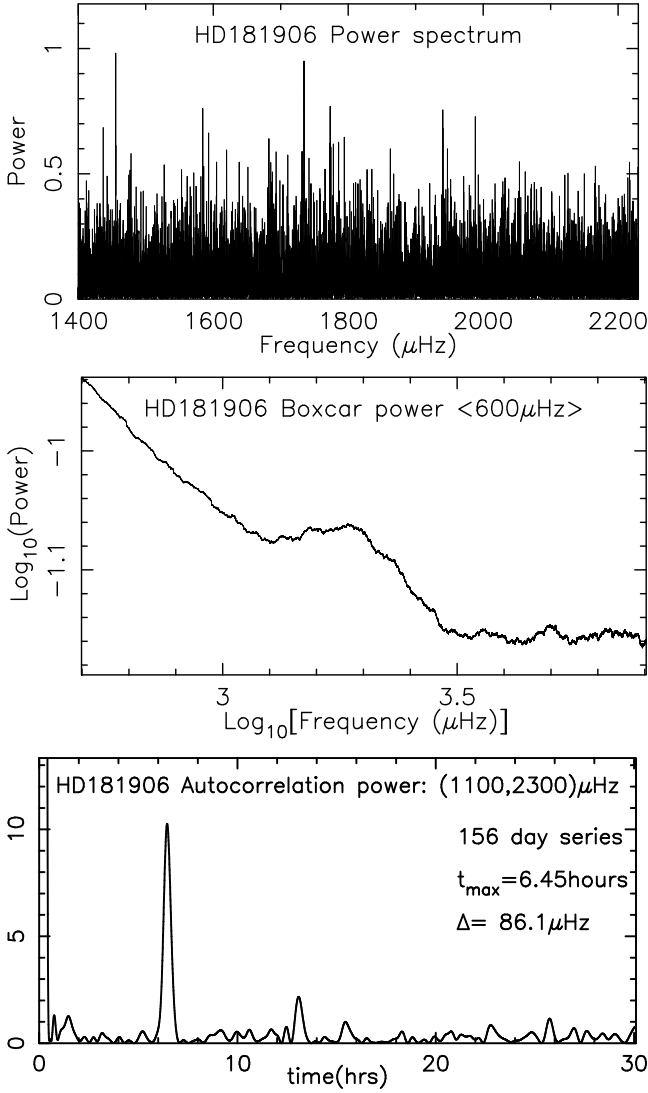 HD181906 Power spectrum
1
0.5
0
Power
1400 1600 1800 2000 2200
Frequency (μHz)
HD181906 Boxcar power <600μHz>
−1
−1.1
Log10(Power)
3 3.5
Log10[Frequency (μHz)]
HD181906 Autocorrelation power: (1100,2300)μHz
10
5
0
156 day series
tmax=6.45hours
Δ= 86.1μHz
0 10 20 30
time(hrs)